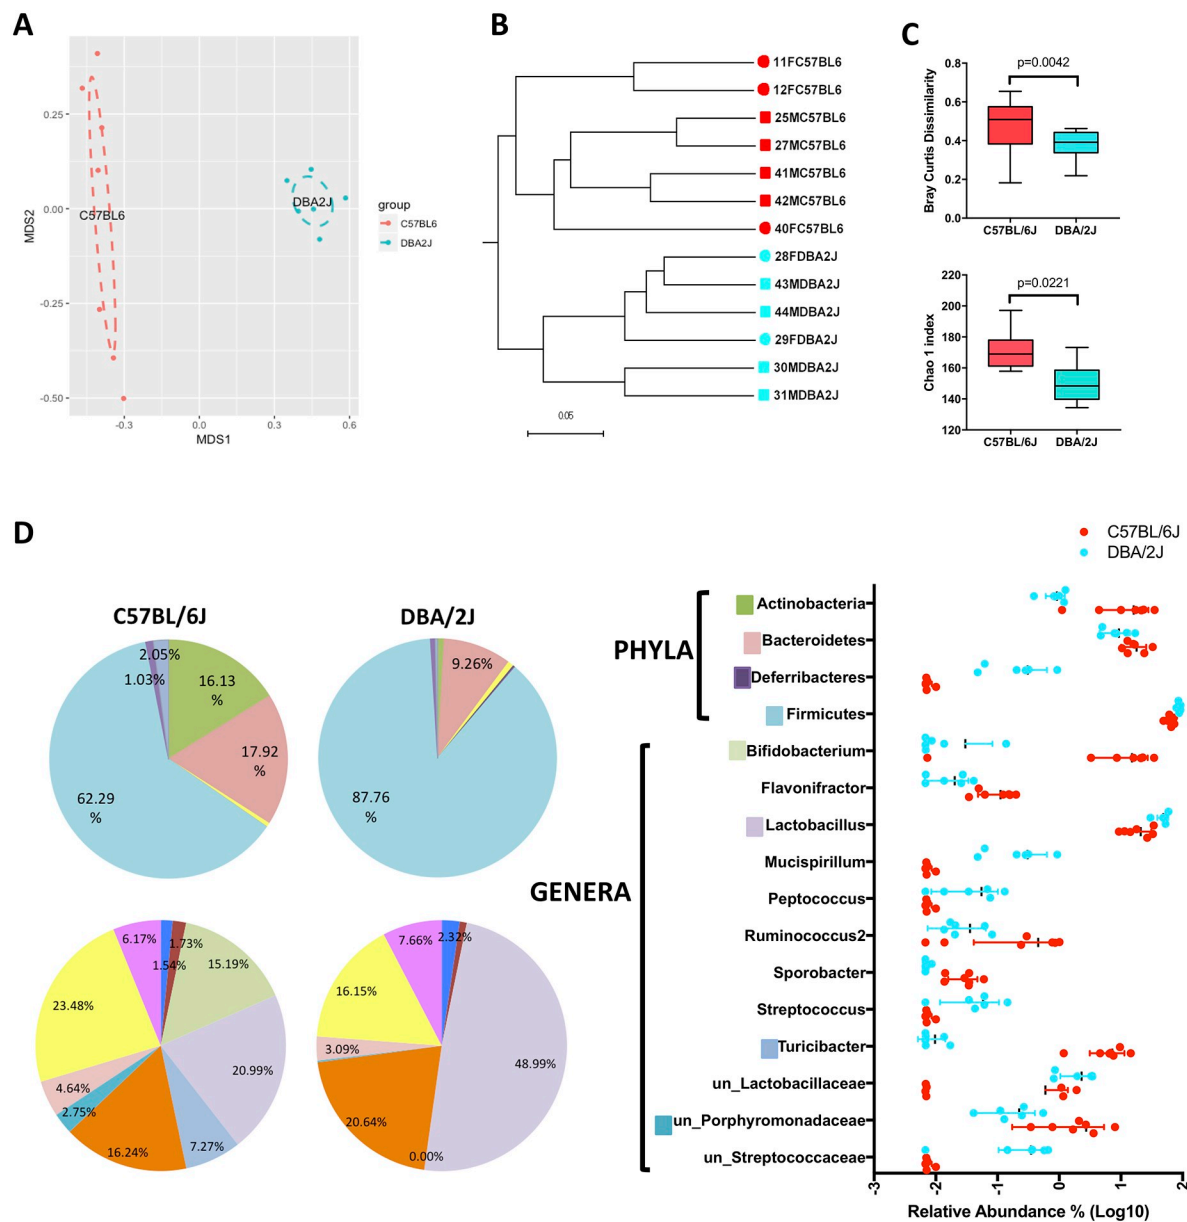 A
0.25
0.00
-0.25
-0.50
MDS2
C57BL6
DBA2J
-0.3
0.0
0.3
0.6
MDS1
group
C57BL6
DBA2J
B
11FC57BL6
12FC57BL6
25MC57BL6
27MC57BL6
41MC57BL6
42MC57BL6
40FC57BL6
28FDBA2J
43MDBA2J
44MDBA2J
29FDBA2J
30MDBA2J
31MDBA2J
0.05
C
p=0.0042
Bray Curtis Dissimilarity
0.8
0.6
0.4
0.2
0.0
C57BL/6J DBA/2J
p=0.0221
Chao 1 index
220
200
180
160
140
120
C57BL/6J DBA/2J
D
C57BL/6J
2.05%
1.03%
16.13
%
17.92
%
62.29
%
DBA/2J
9.26%
87.76
%
6.17%
1.73%
1.54%
15.19%
23.48%
20.99%
4.64%
2.75%
16.24%
7.27%
7.66%
2.32%
16.15%
3.09%
48.99%
20.64%
0.00%
C57BL/6J
DBA/2J
PHYLA
Actinobacteria
Bacteroidetes
Deferribacteres
Firmicutes
GENERA
Bifidobacterium
Flavonifractor
Lactobacillus
Mucispirillum
Peptococcus
Ruminococcus2
Sporobacter
Streptococcus
Turicibacter
un_Lactobacillaceae
un_Porphyromonadaceae
un_Streptococcaceae
-3
-2
-1
0
1
2
Relative Abundance % (Log10)